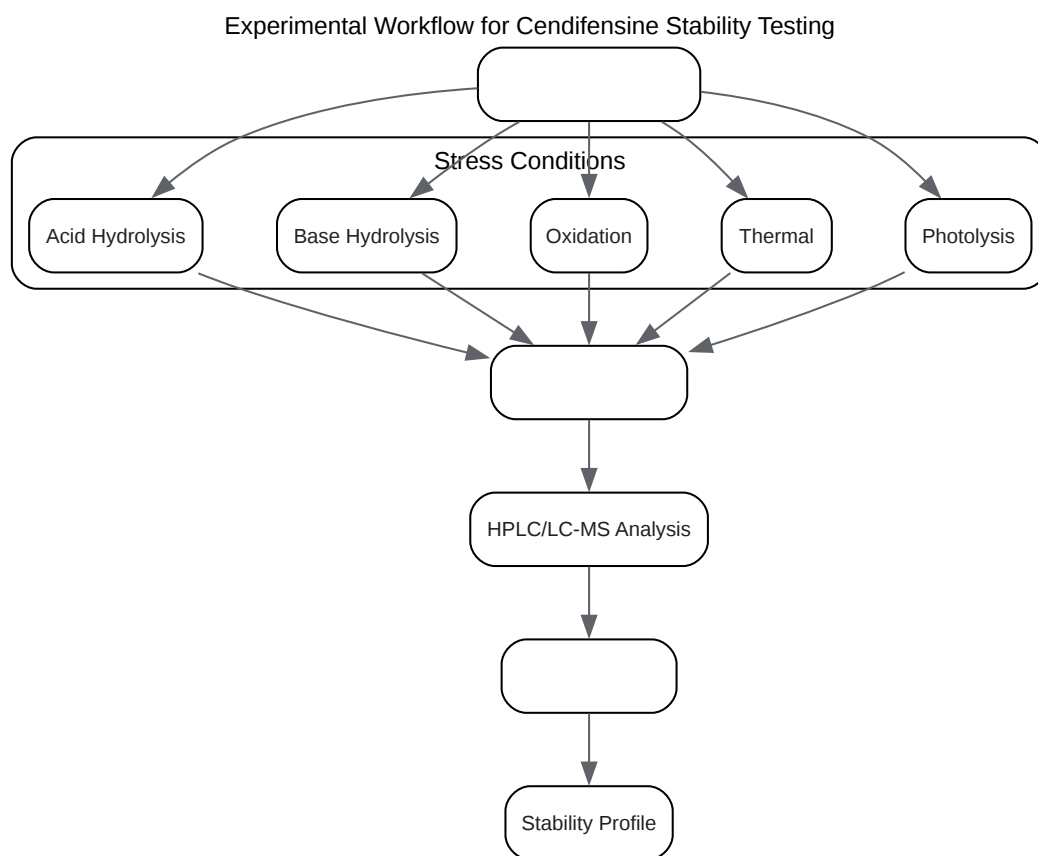 Experimental Workflow for Cendifensine Stability Testing
Stress Conditions
Acid Hydrolysis
Base Hydrolysis
Oxidation
Thermal
Photolysis
HPLC/LC-MS Analysis
Stability Profile